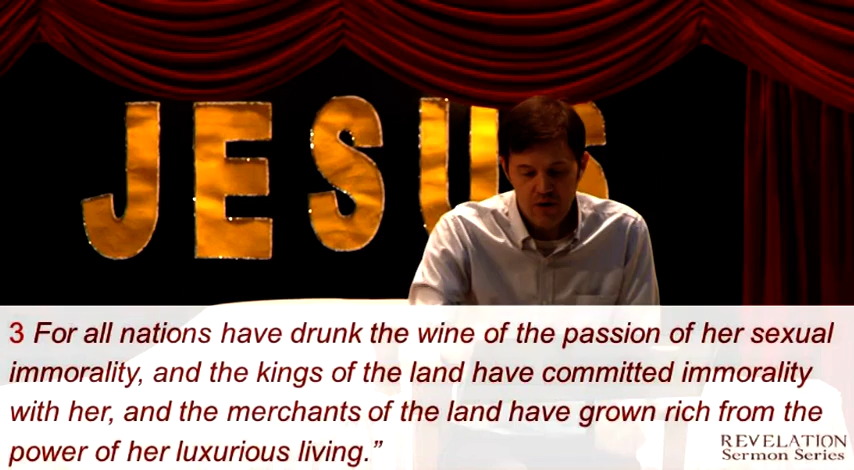 JESUS
3 For all nations have drunk the wine of the passion of her sexual
immorality, and the kings of the land have committed immorality
with her, and the merchants of the land have grown rich from the
power of her luxurious living.”
REVELATION
Sermon Series